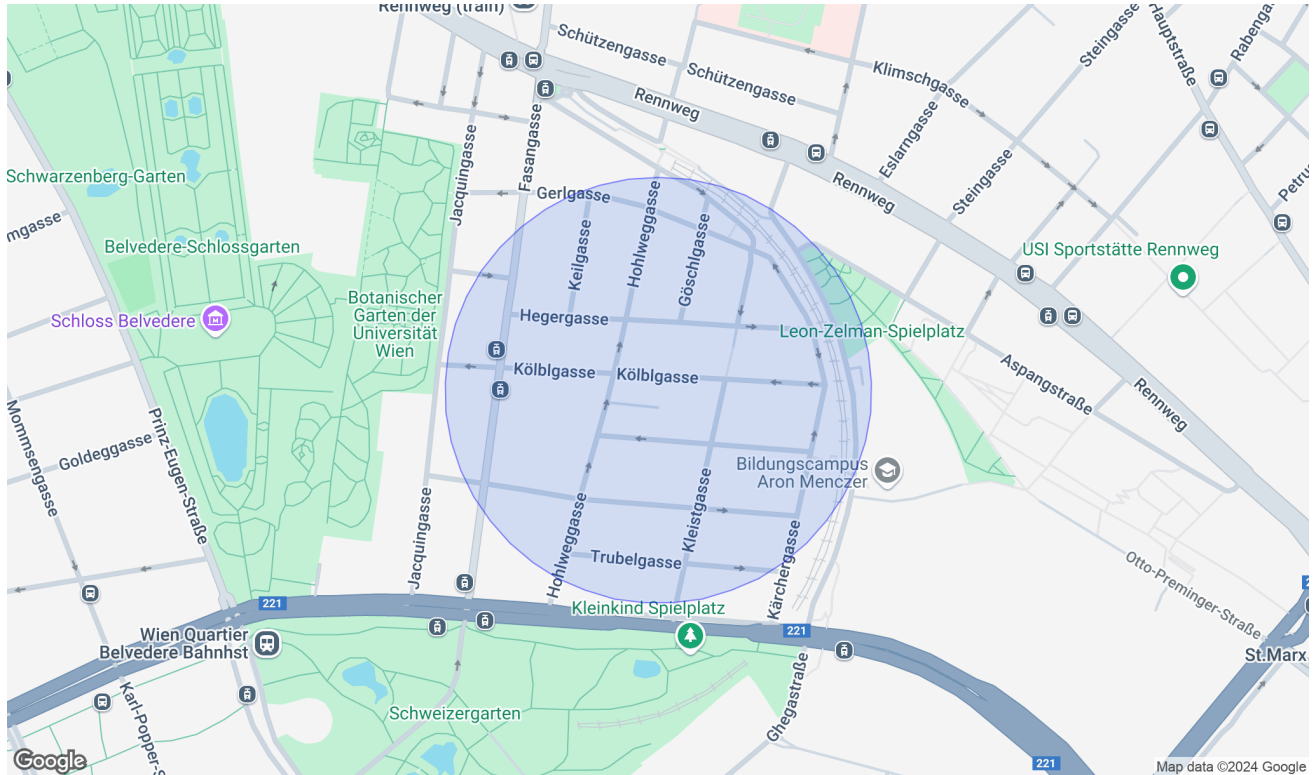 Rennweg (train)
Schützengasse
Schützengasse
Klimschgasse
Steingasse
Hauptstraße
Rabeng
Rennweg
Eslarngasse
Steingasse
Petru
Jacquingasse
Fasangasse
Schwarzenberg-Garten
Gerlgasse
Rennweg
mgasse
Belvedere-Schlossgarten
Keilgasse
Hohlweggasse
Göschlgasse
USI Sportstätte Rennweg
Botanischer
Garten der
Universität
Wien
Schloss Belvedere
Hegergasse
Leon-Zelman-Spielplatz
Kölblgasse
Kölblgasse
Aspangstraße
Rennweg
Mommsengasse
Goldeggasse
Prinz-Eugen-Straße
Bildungscampus
Aron Menczer
Jacquingasse
Hohlweggasse
Kleistgasse
Kärchergasse
Trubelgasse
Otto-Preminger-Straße
221
Kleinkind Spielplatz
221
Wien Quartier
Belvedere Bahnhst
St.Marx
Karl-Popper-S
Schweizergarten
Ghegastraße
221
Google
Map data ©2024 Google